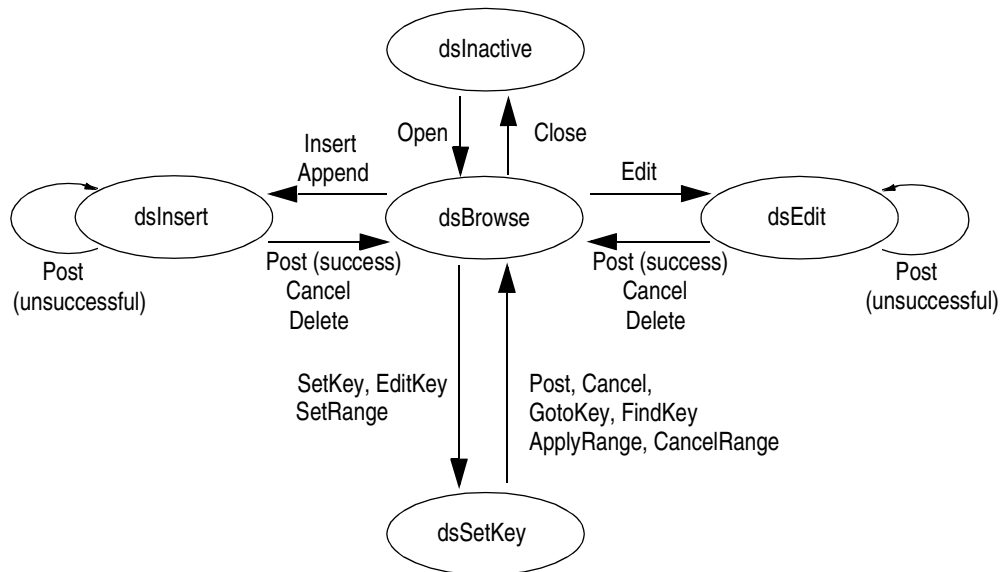 dsInactive
Open
Close
Insert
Append
Edit
dsInsert
dsBrowse
dsEdit
Post
(unsuccessful)
Post (success)
Cancel
Delete
Post (success)
Cancel
Delete
Post
(unsuccessful)
SetKey, EditKey
SetRange
Post, Cancel,
GotoKey, FindKey
ApplyRange, CancelRange
dsSetKey